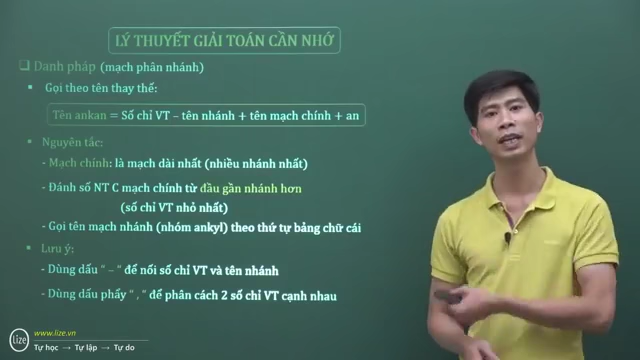 LÝ THUYẾT GIẢI TOÁN CẦN NHỚ
Danh pháp (mạch phân nhánh)
Gọi theo tên thay thế:
Tên ankan = Số chỉ VT – tên nhánh + tên mạch chính + an
Nguyên tắc:
- Mạch chính: là mạch dài nhất (nhiều nhánh nhất)
- Đánh số NT C mạch chính từ đầu gần nhánh hơn
(số chỉ VT nhỏ nhất)
- Gọi tên mạch nhánh (nhóm ankyl) theo thứ tự bảng chữ cái
Lưu ý:
- Dùng dấu " – " để nối số chỉ VT và tên nhánh
- Dùng dấu phẩy " , " để phân cách 2 số chỉ VT cạnh nhau
Lize
www.lize.vn
Tự học → Tự lập → Tự do